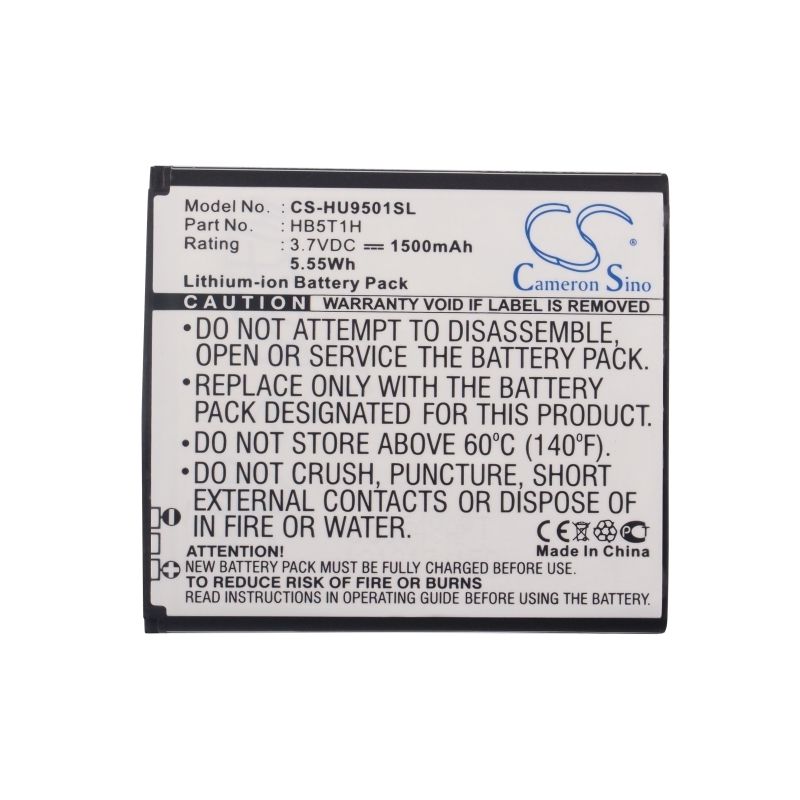 Model No. : CS-HU9501SL
Part No. : HB5T1H
Rating : 3.7VDC ⎓ 1500mAh
5.55Wh
Lithium-ion Battery Pack
CS
Cameron Sino
CAUTION WARRANTY VOID IF LABEL IS REMOVED
•DO NOT ATTEMPT TO DISASSEMBLE,
OPEN OR SERVICE THE BATTERY PACK.
•REPLACE ONLY WITH THE BATTERY
PACK DESIGNATED FOR THIS PRODUCT.
•DO NOT STORE ABOVE 60°C (140°F).
•DO NOT CRUSH, PUNCTURE, SHORT
EXTERNAL CONTACTS OR DISPOSE
IN FIRE OR WATER.
CE
Made In China
ATTENTION!
NEW BATTERY PACK MUST BE FULLY CHARGED BEFORE USE.
TO REDUCE RISK OF FIRE OR BURNS
READ INSTRUCTIONS IN OPERATING GUIDE BEFORE USING THE BATTERY.